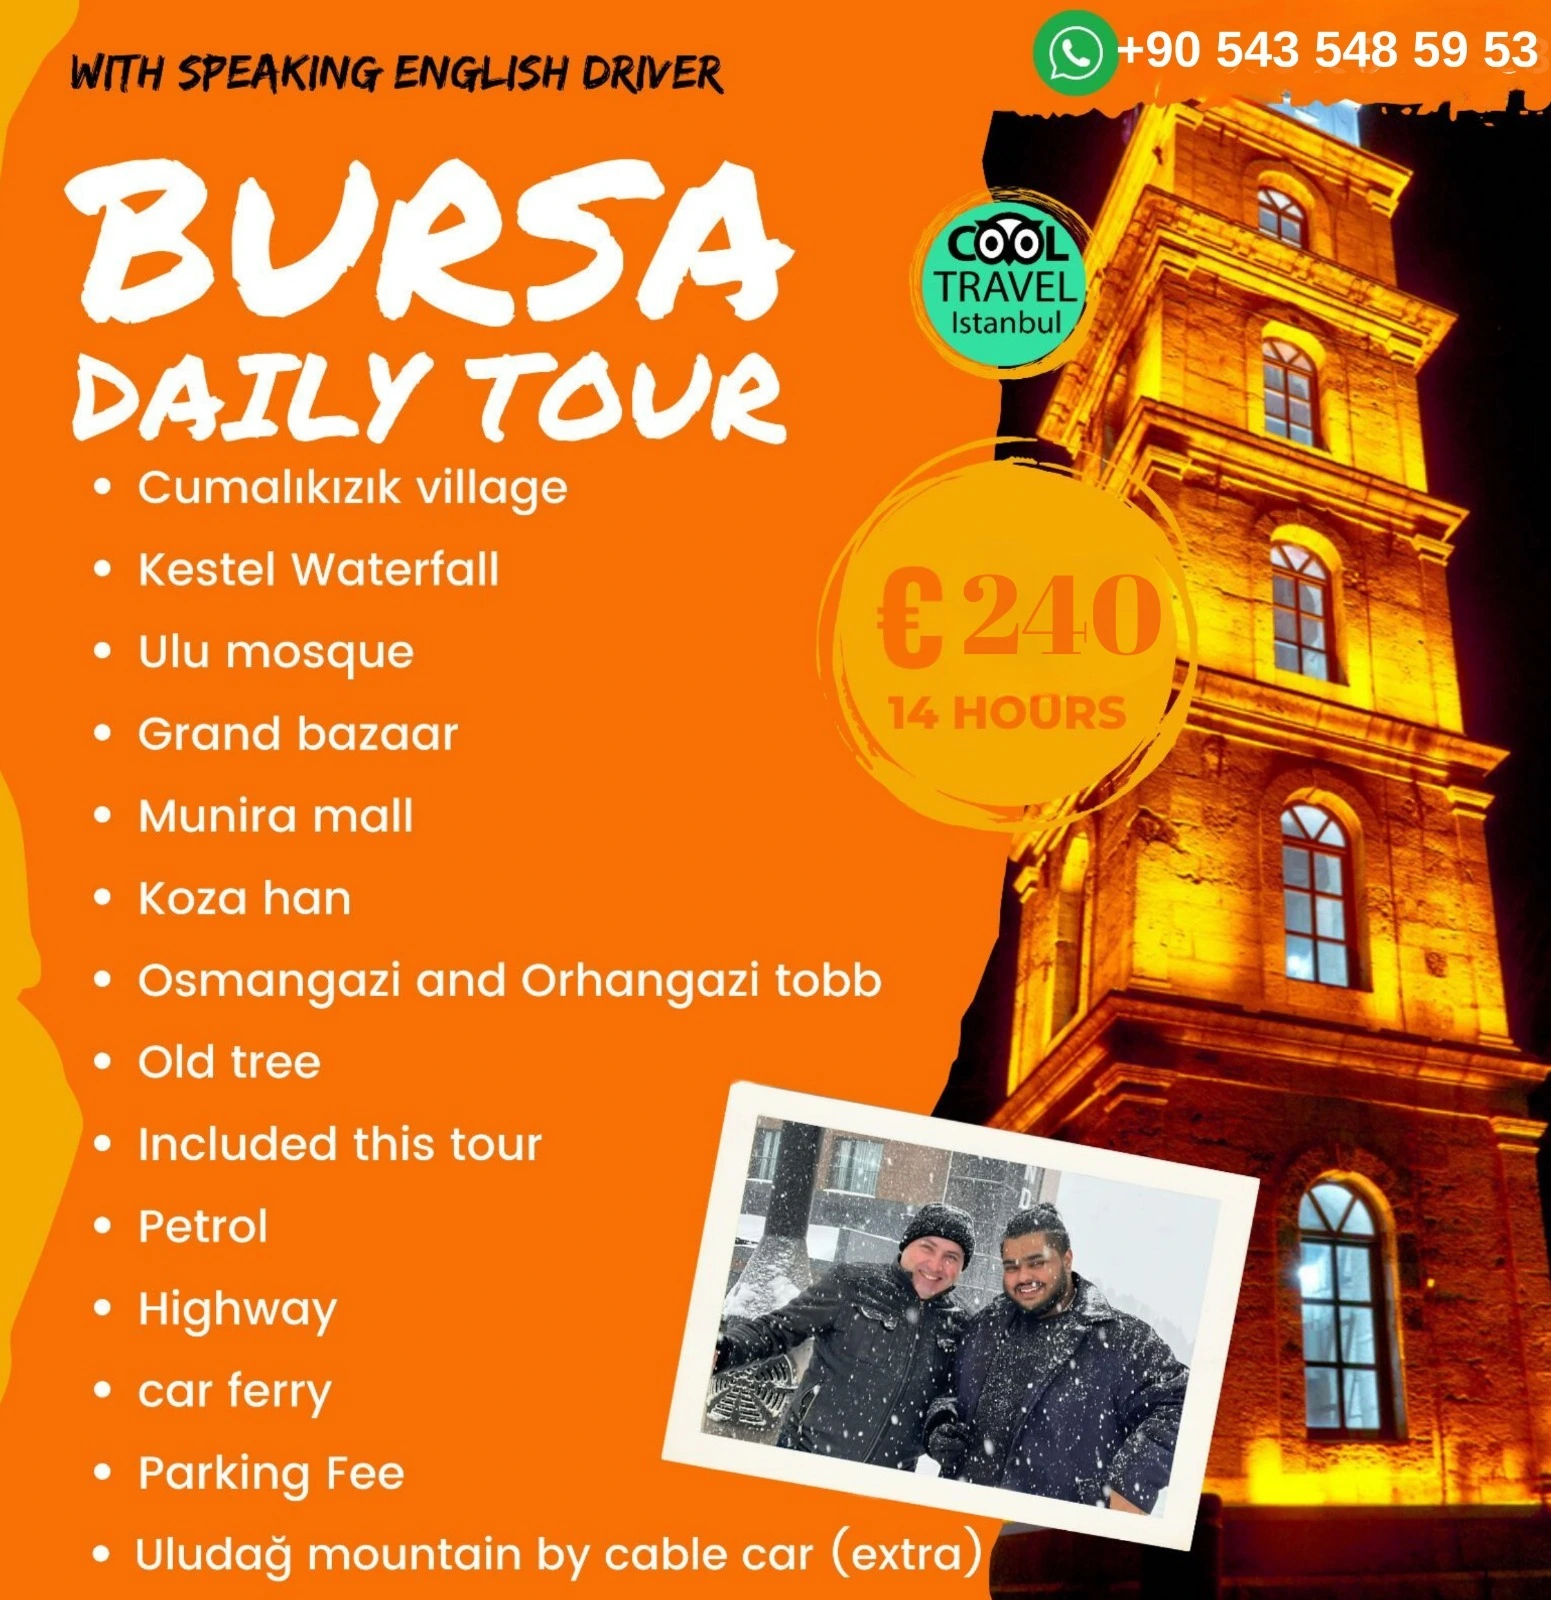 WITH SPEAKING ENGLISH DRIVER
+90 543 548 59 53
BURSA
DAILY TOUR
COOL
TRAVEL
Istanbul
• Cumalıkızık village
• Kestel Waterfall
• Ulu mosque
• Grand bazaar
• Munira mall
• Koza han
• Osmangazi and Orhangazi tobb
• Old tree
• Included this tour
• Petrol
• Highway
• car ferry
• Parking Fee
• Uludağ mountain by cable car (extra)
€ 240
14 HOURS